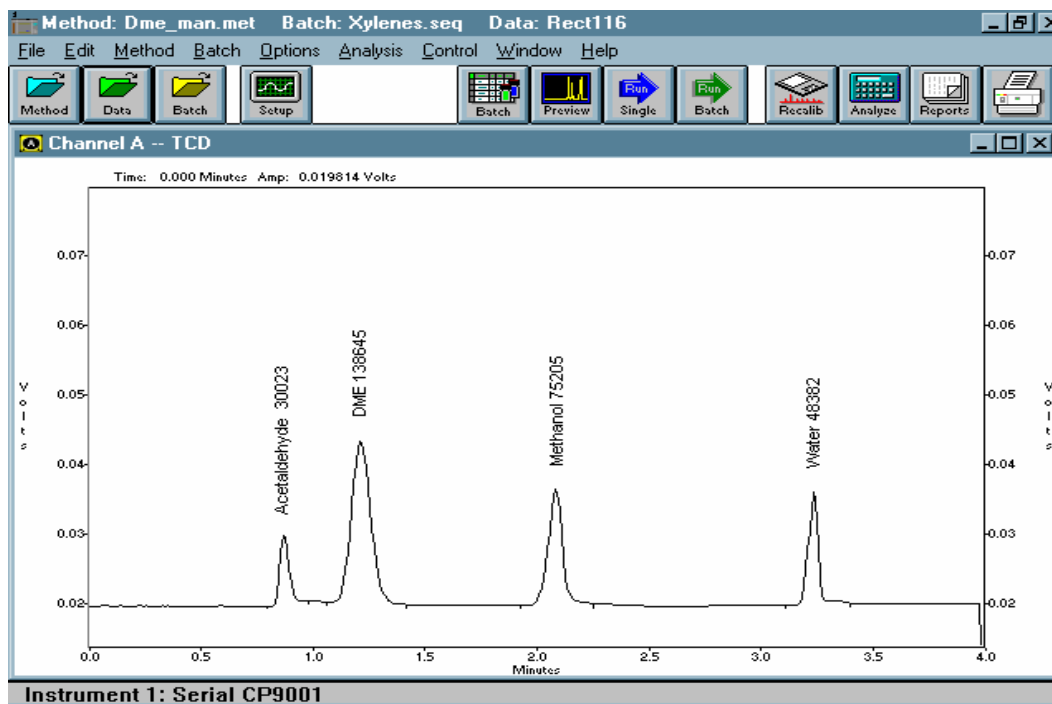 Method: Dme_man.met Batch: Xylenes.seq Data: Rect116
File Edit Method Batch Options Analysis Control Window Help
Method Data Batch Setup Batch Preview Run Single Run Batch Recalib Analyze Reports
A Channel A -- TCD
Time: 0.000 Minutes Amp: 0.019814 Volts
0.07 0.07
0.06 0.06
0.05 0.05
0.04 0.04
0.03 0.03
0.02 0.02
Volts
Acetaldehyde 30023
DME 138645
Methanol 75205
Water 48382
Volts
0.0 0.5 1.0 1.5 2.0 2.5 3.0 3.5 4.0
Minutes
Instrument 1: Serial CP9001